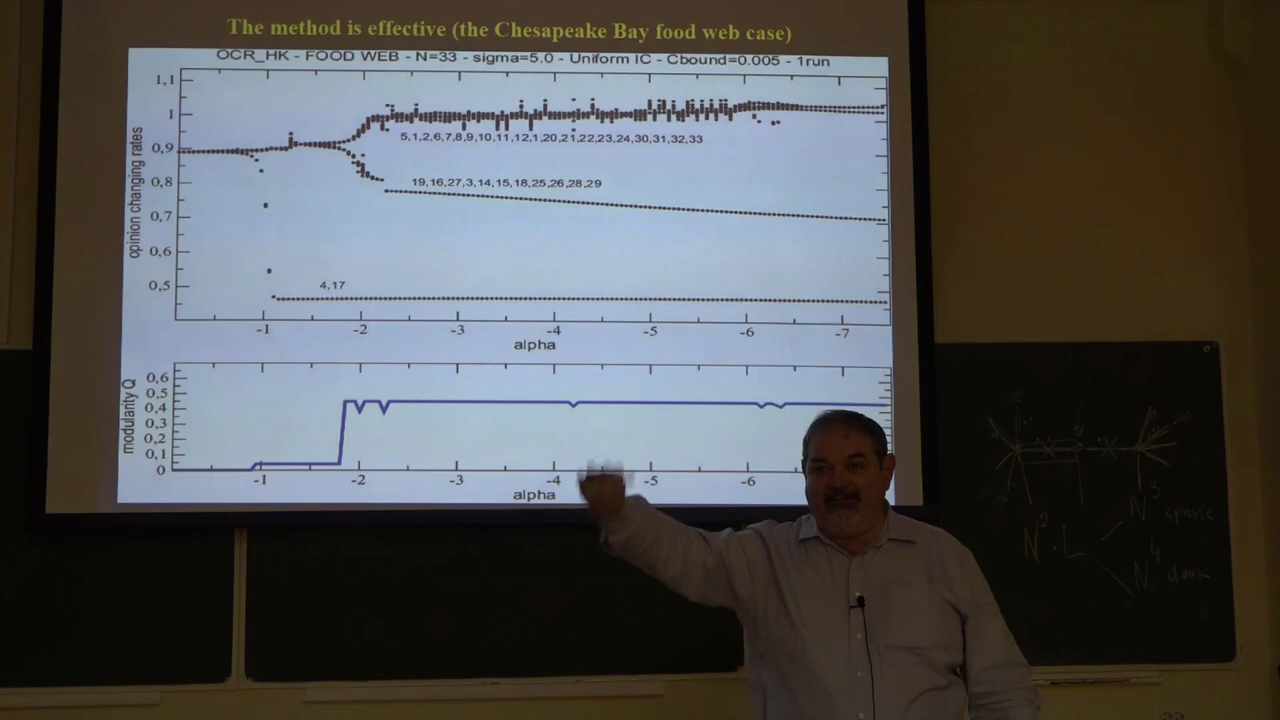 The method is effective (the Chesapeake Bay food web case)
OCR_HK - FOOD WEB - N=33 - sigma=5.0 - Uniform IC - Cbound=0.005 - 1run
opinion changing rates
1,1
1
0,9
0,8
0,7
0,6
0,5
5,1,2,6,7,8,9,10,11,12,1,20,21,22,23,24,30,31,32,33
19,16,27,3,14,15,18,25,26,28,29
4,17
-1 -2 -3 -4 -5 -6 -7
alpha
modularity Q
0,6
0,5
0,4
0,3
0,2
0,1
0
-1 -2 -3 -4 -5 -6
alpha
N³ sparse
N²·L
N⁴